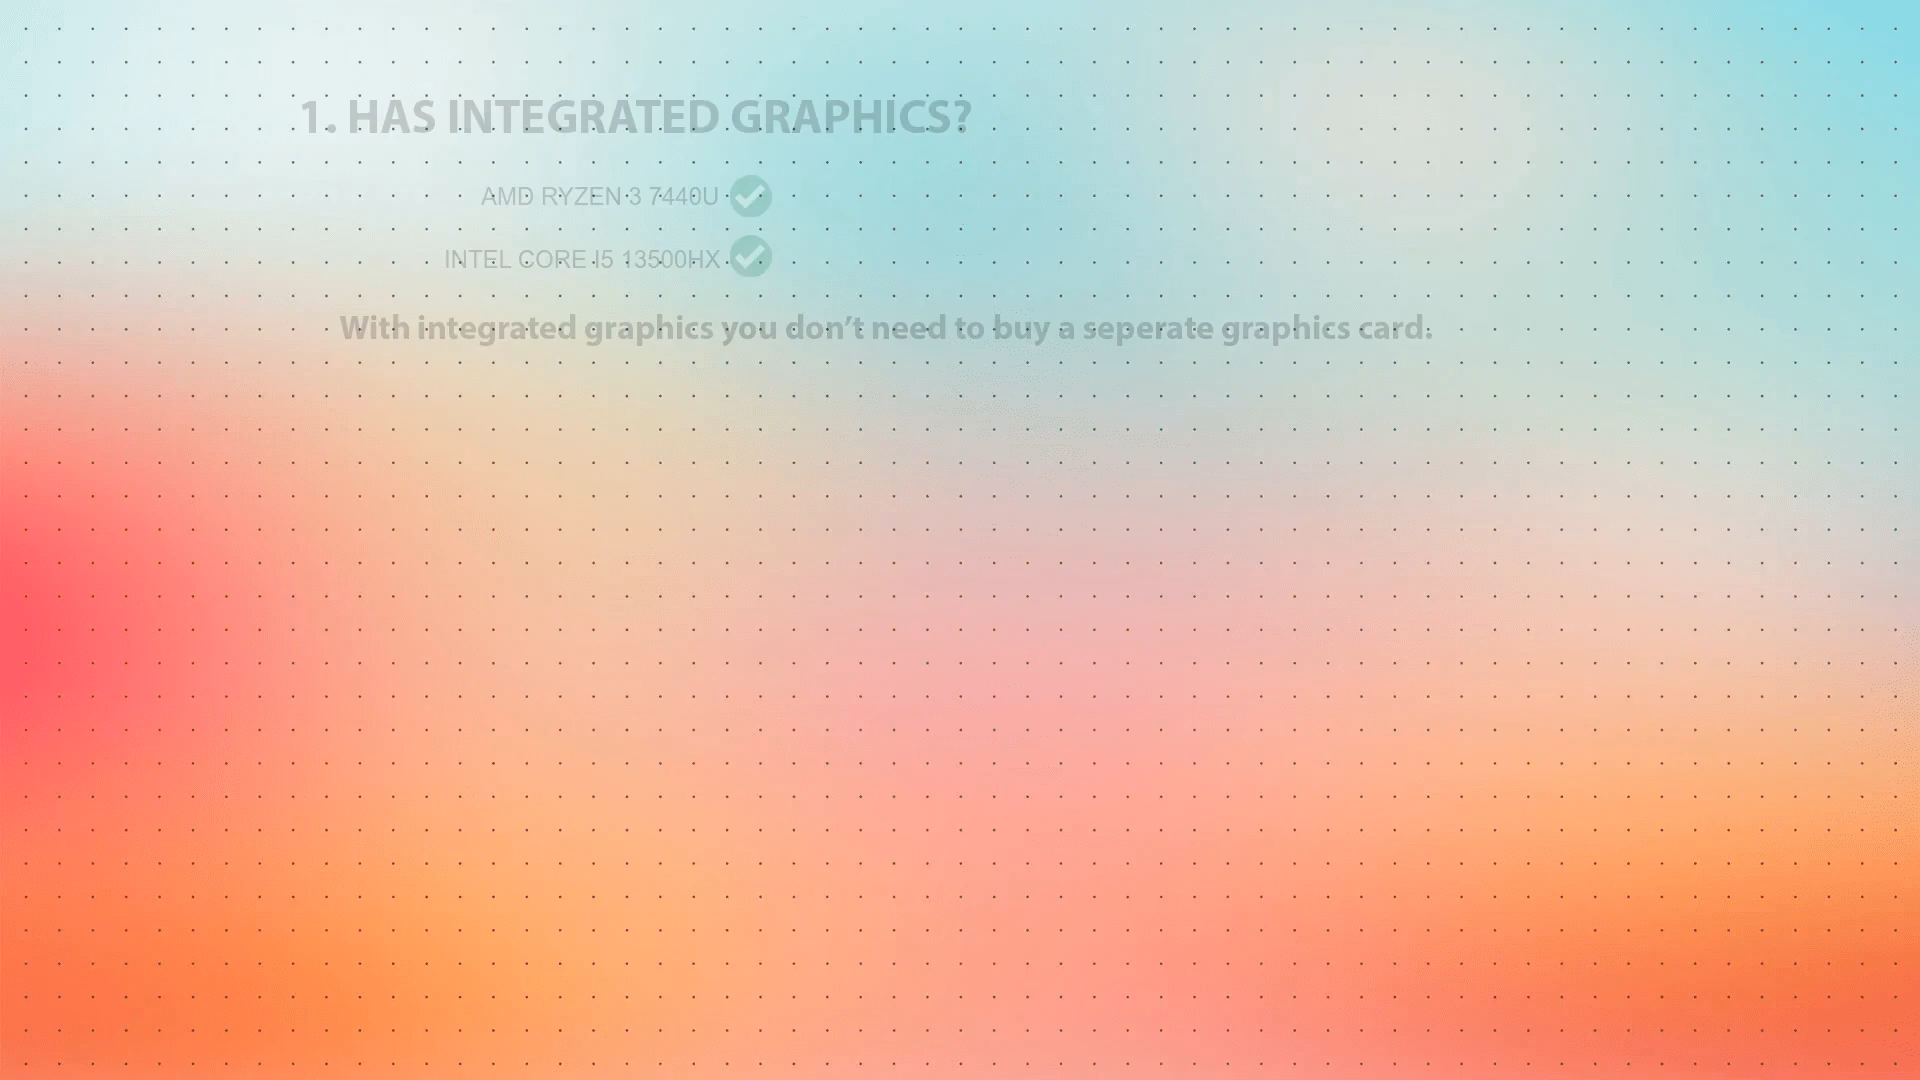 1. HAS INTEGRATED GRAPHICS?
AMD RYZEN 3 7440U
INTEL CORE I5 13500HX
With integrated graphics you don’t need to buy a seperate graphics card.